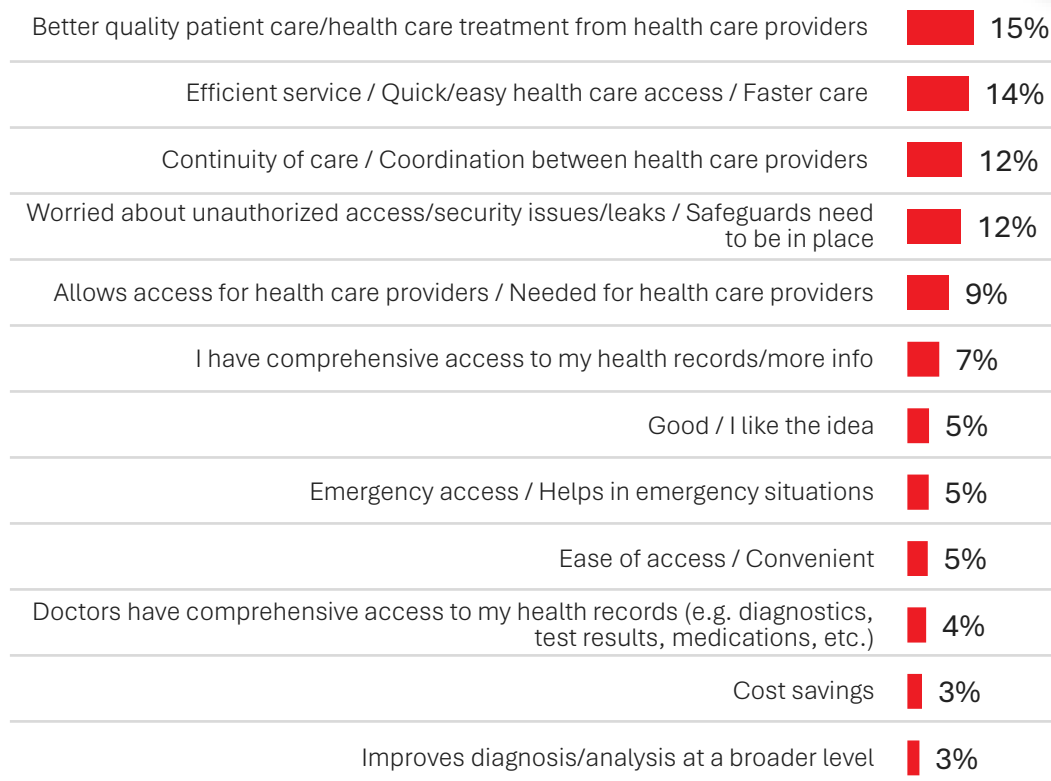 Better quality patient care/health care treatment from health care providers 15%
Efficient service / Quick/easy health care access / Faster care 14%
Continuity of care / Coordination between health care providers 12%
Worried about unauthorized access/security issues/leaks / Safeguards need
to be in place 12%
Allows access for health care providers / Needed for health care providers 9%
I have comprehensive access to my health records/more info 7%
Good / I like the idea 5%
Emergency access / Helps in emergency situations 5%
Ease of access / Convenient 5%
Doctors have comprehensive access to my health records (e.g. diagnostics,
test results, medications, etc.) 4%
Cost savings 3%
Improves diagnosis/analysis at a broader level 3%